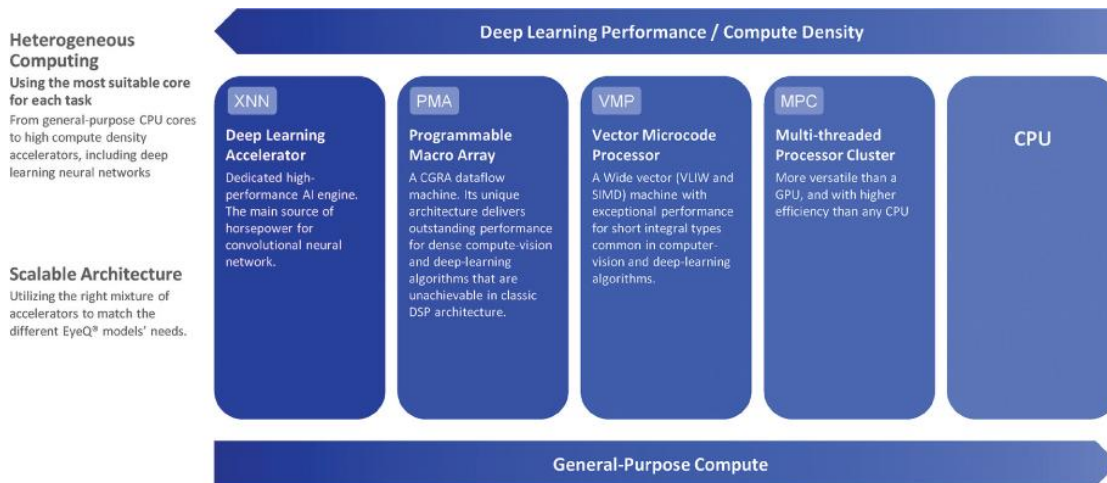 Deep Learning Performance / Compute Density
Heterogeneous
Computing
Using the most suitable core
for each task
From general-purpose CPU cores
to high compute density
accelerators, including deep
learning neural networks
Scalable Architecture
Utilizing the right mixture of
accelerators to match the
different EyeQ® models' needs.
XNN
Deep Learning
Accelerator
Dedicated high-
performance AI engine.
The main source of
horsepower for
convolutional neural
network.
PMA
Programmable
Macro Array
A CGRA dataflow
machine. Its unique
architecture delivers
outstanding performance
for dense compute-vision
and deep-learning
algorithms that are
unachievable in classic
DSP architecture.
VMP
Vector Microcode
Processor
A Wide vector (VLIW and
SIMD) machine with
exceptional performance
for short integral types
common in computer-
vision and deep-learning
algorithms.
MPC
Multi-threaded
Processor Cluster
More versatile than a
GPU, and with higher
efficiency than any CPU
CPU
General-Purpose Compute